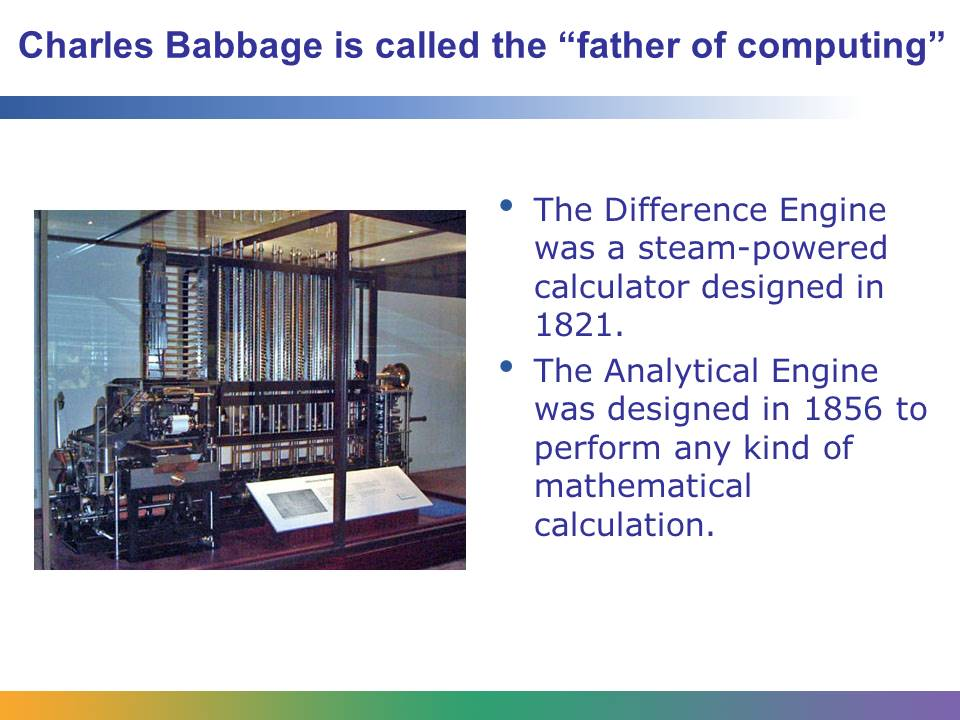 Charles Babbage is called the “father of computing”
• The Difference Engine
was a steam-powered
calculator designed in
1821.
• The Analytical Engine
was designed in 1856 to
perform any kind of
mathematical
calculation.